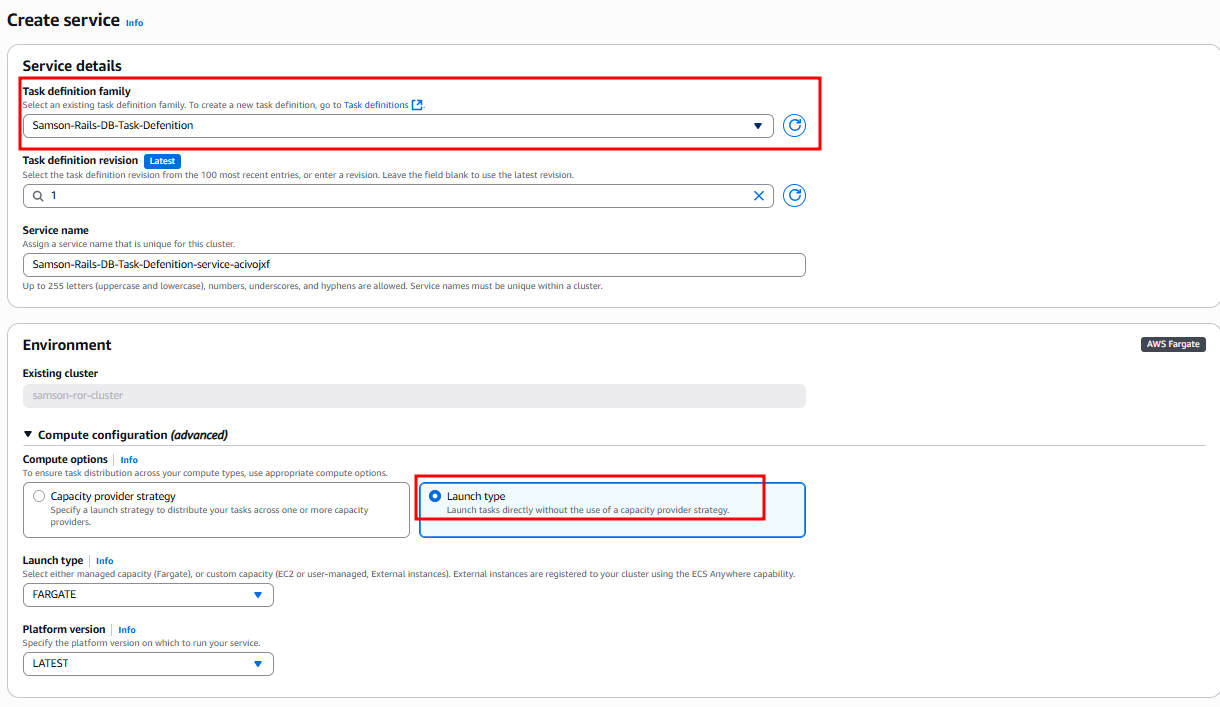 Create service Info
Service details
Task definition family
Select an existing task definition family. To create a new task definition, go to Task definitions.
Samson-Rails-DB-Task-Defenition
Task definition revision Latest
Select the task definition revision from the 100 most recent entries, or enter a revision. Leave the field blank to use the latest revision.
1
Service name
Assign a service name that is unique for this cluster.
Samson-Rails-DB-Task-Defenition-service-acivojxf
Up to 255 letters (uppercase and lowercase), numbers, underscores, and hyphens are allowed. Service names must be unique within a cluster.
Environment AWS Fargate
Existing cluster
samson-ror-cluster
Compute configuration (advanced)
Compute options Info
To ensure task distribution across your compute types, use appropriate compute options.
Capacity provider strategy
Specify a launch strategy to distribute your tasks across one or more capacity
providers.
Launch type
Launch tasks directly without the use of a capacity provider strategy.
Launch type Info
Select either managed capacity (Fargate), or custom capacity (EC2 or user-managed, External instances). External instances are registered to your cluster using the ECS Anywhere capability.
FARGATE
Platform version Info
Specify the platform version on which to run your service.
LATEST